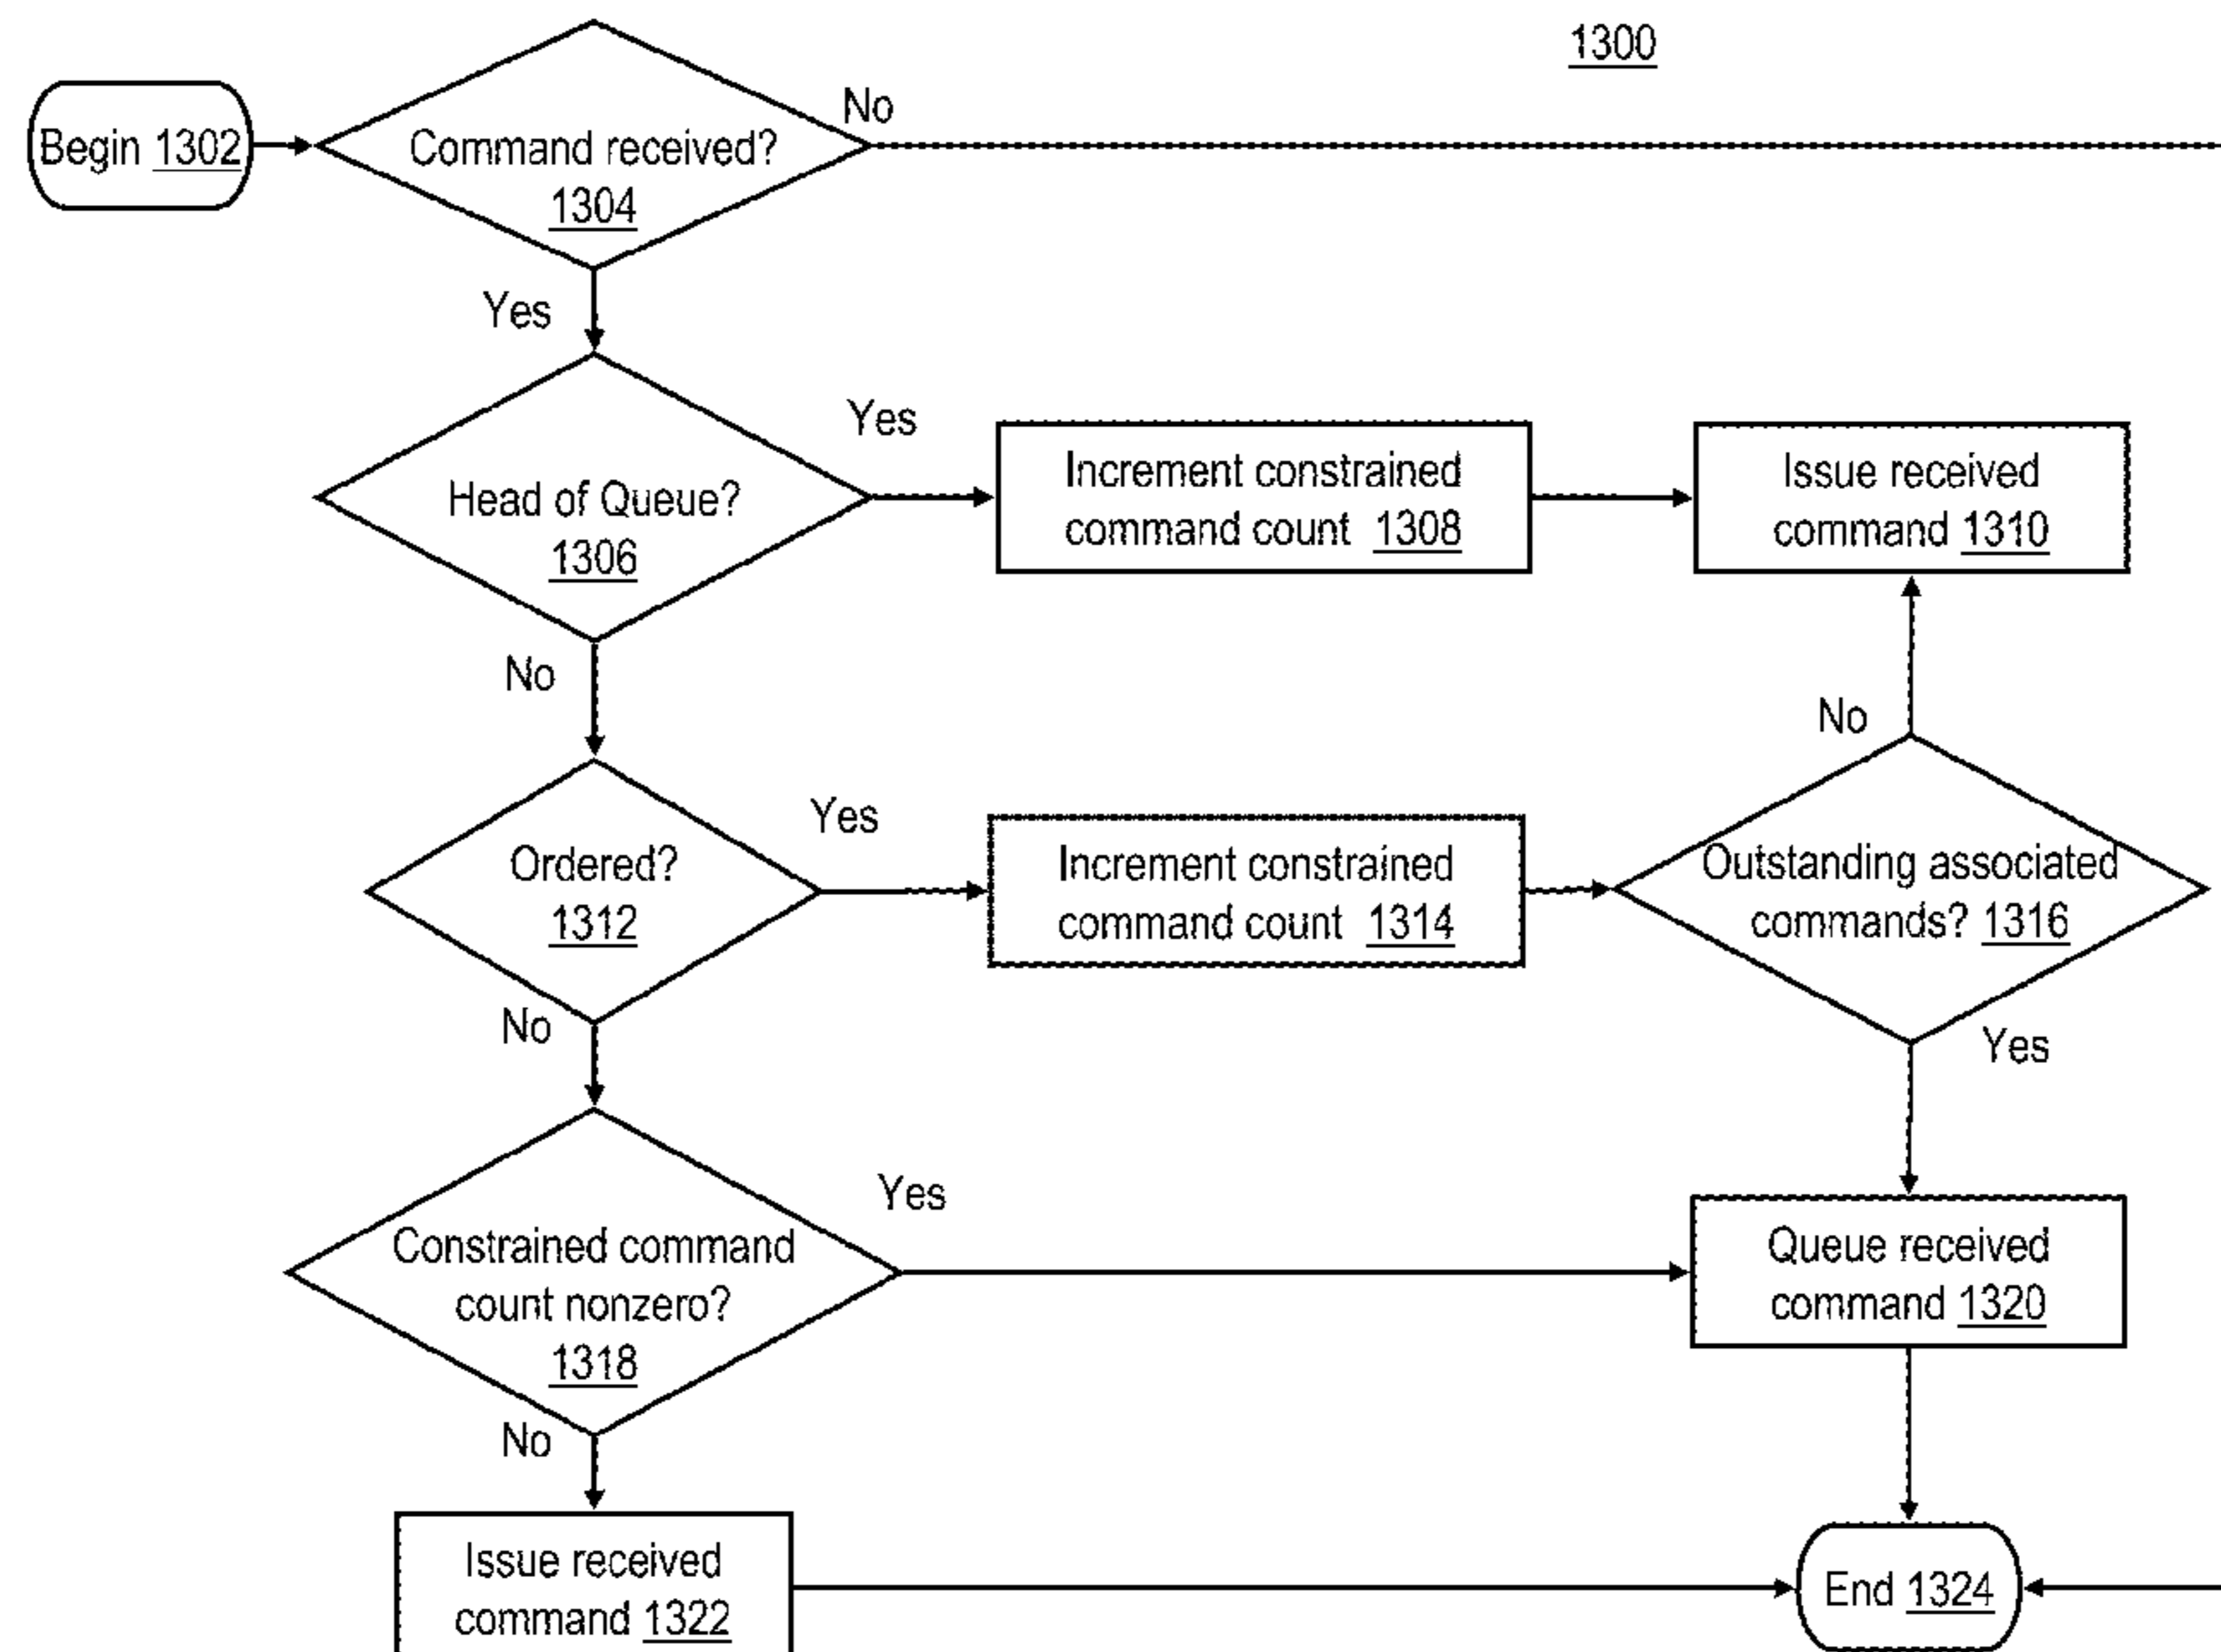 1300
Begin 1302
Command received?
1304
No
Yes
Head of Queue?
1306
Yes
Increment constrained
command count 1308
Issue received
command 1310
No
No
Ordered?
1312
Yes
Increment constrained
command count 1314
Outstanding associated
commands? 1316
No
Yes
Constrained command
count nonzero?
1318
Yes
Queue received
command 1320
No
Issue received
command 1322
End 1324